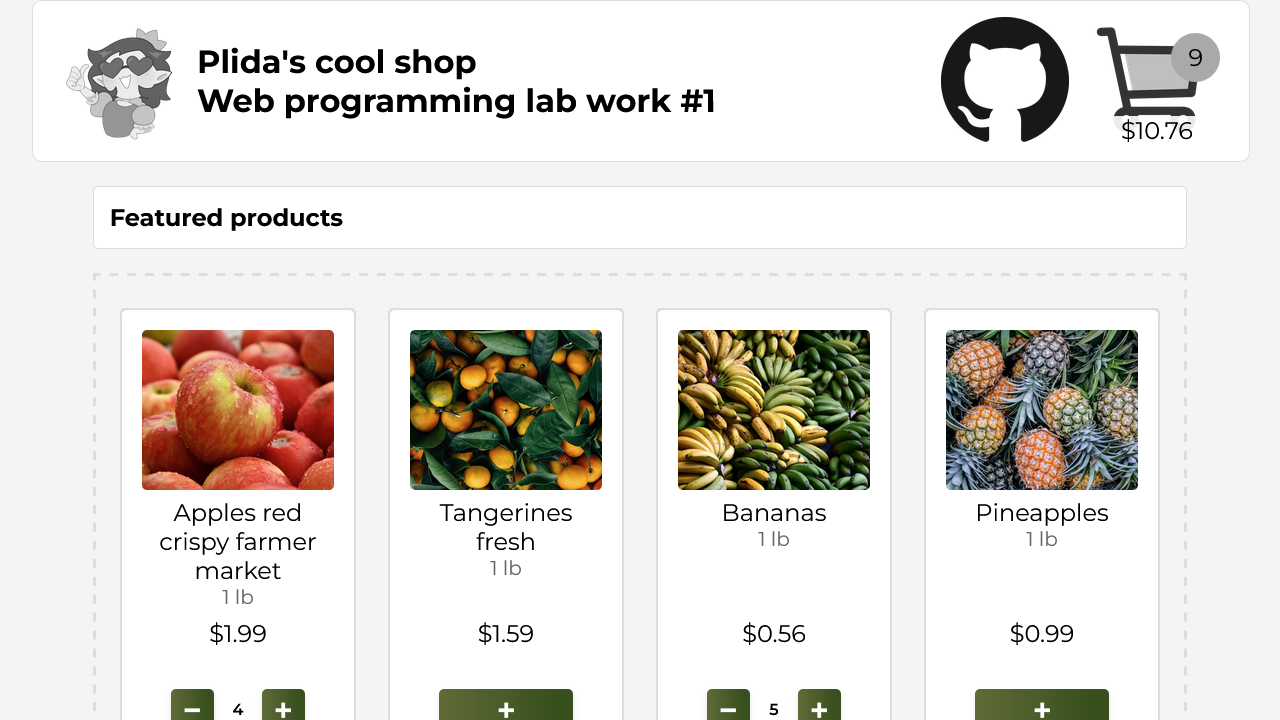 Plida's cool shop
Web programming lab work #1
9
$10.76
Featured products
Apples red
crispy farmer
market
1 lb
$1.99
− 4 +
Tangerines
fresh
1 lb
$1.59
+
Bananas
1 lb
$0.56
− 5 +
Pineapples
1 lb
$0.99
+